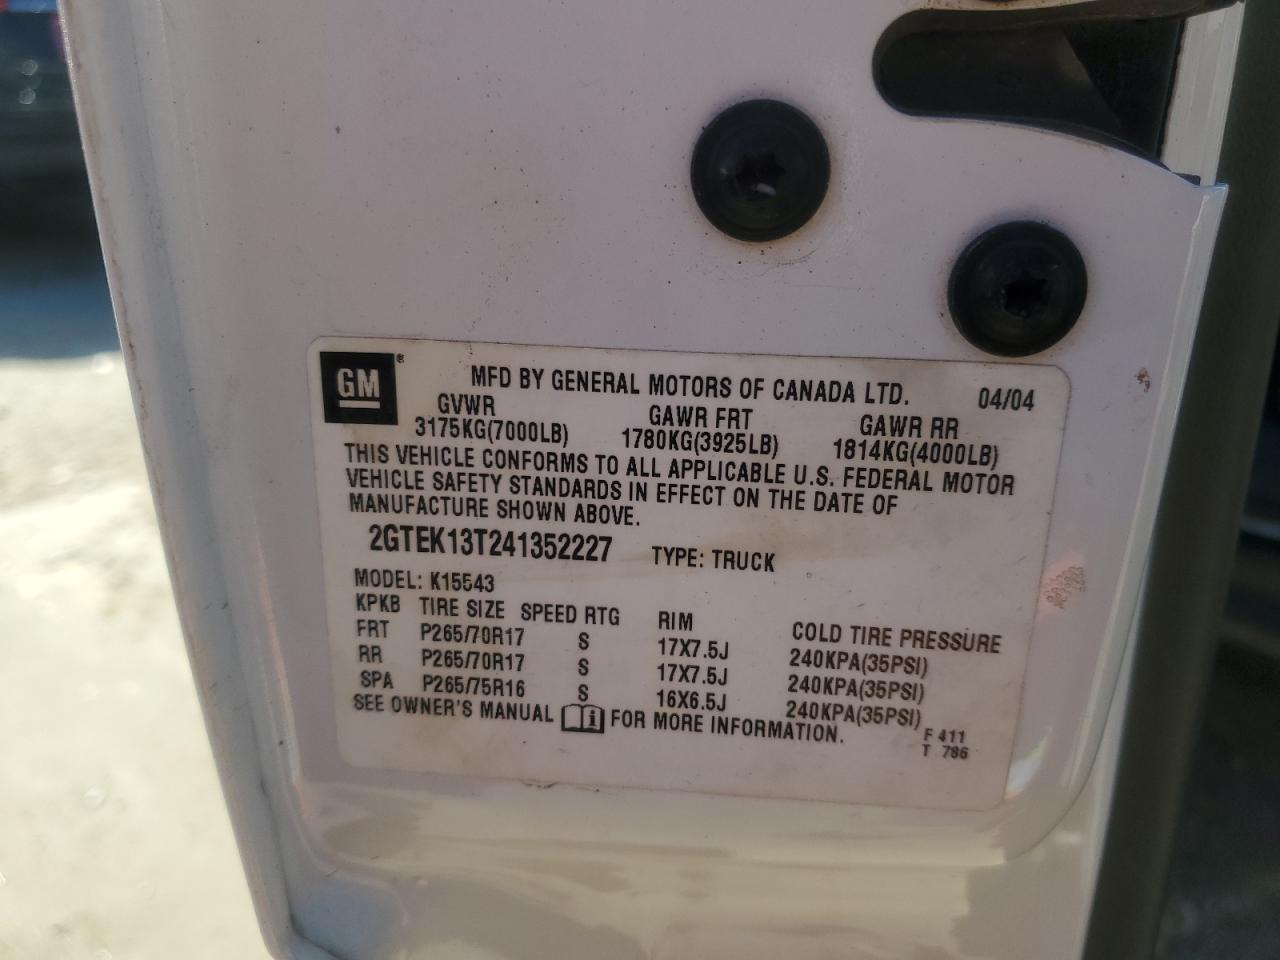 GM®
MFD BY GENERAL MOTORS OF CANADA LTD. 04/04
GVWR GAWR FRT GAWR RR
3175KG(7000LB) 1780KG(3925LB) 1814KG(4000LB)
THIS VEHICLE CONFORMS TO ALL APPLICABLE U.S. FEDERAL MOTOR
VEHICLE SAFETY STANDARDS IN EFFECT ON THE DATE OF
MANUFACTURE SHOWN ABOVE.
2GTEK13T241352227 TYPE: TRUCK
MODEL: K15543
KPKB TIRE SIZE SPEED RTG RIM COLD TIRE PRESSURE
FRT P265/70R17 S 17X7.5J 240KPA(35PSI)
RR P265/70R17 S 17X7.5J 240KPA(35PSI)
SPA P265/75R16 S 16X6.5J 240KPA(35PSI)
SEE OWNER'S MANUAL FOR MORE INFORMATION.
F 411
T 786